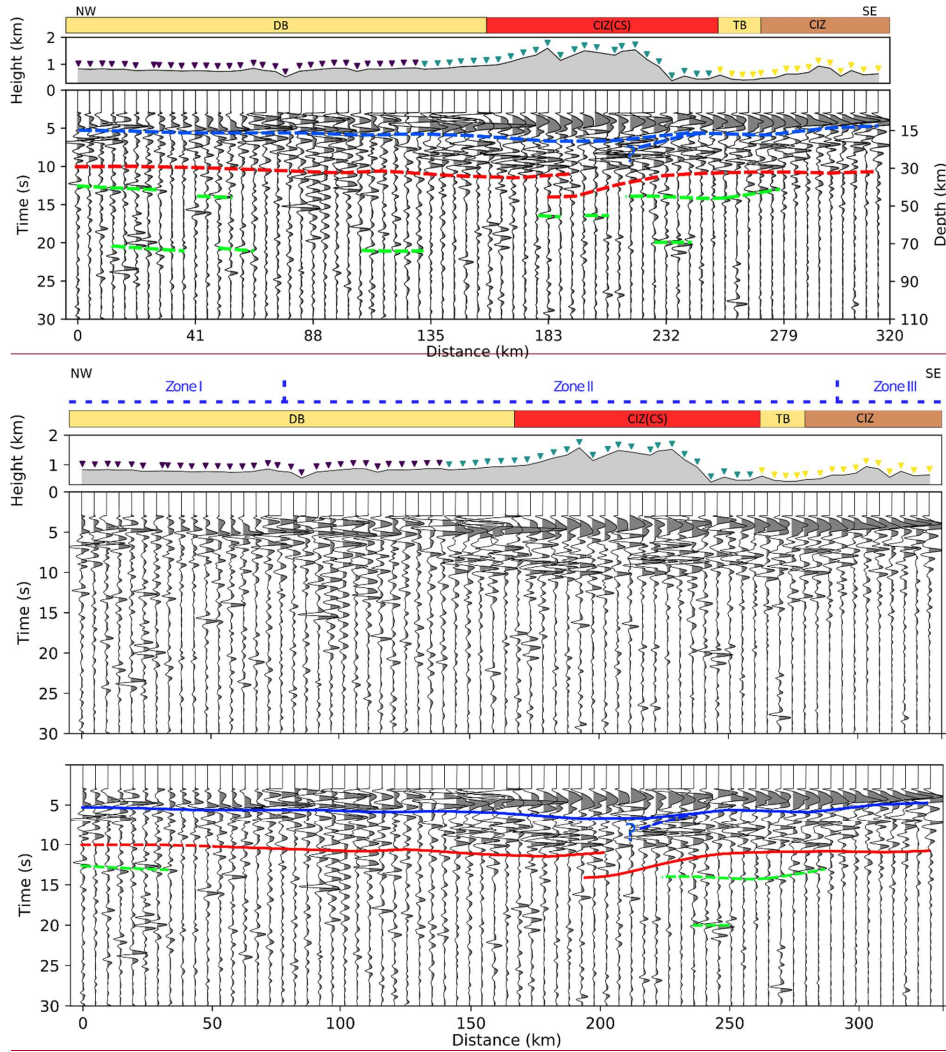 NW SE
DB CIZ(CS) TB CIZ
Height (km)
2
1
0
Time (s)
5
10
15
20
25
30
Depth (km)
15
30
50
70
90
110
0 41 88 135 183 232 279 320
Distance (km)
NW SE
Zone I Zone II Zone III
DB CIZ(CS) TB CIZ
Height (km)
2
1
0
Time (s)
5
10
15
20
25
30
Time (s)
5
10
15
20
25
30
0 50 100 150 200 250 300
Distance (km)